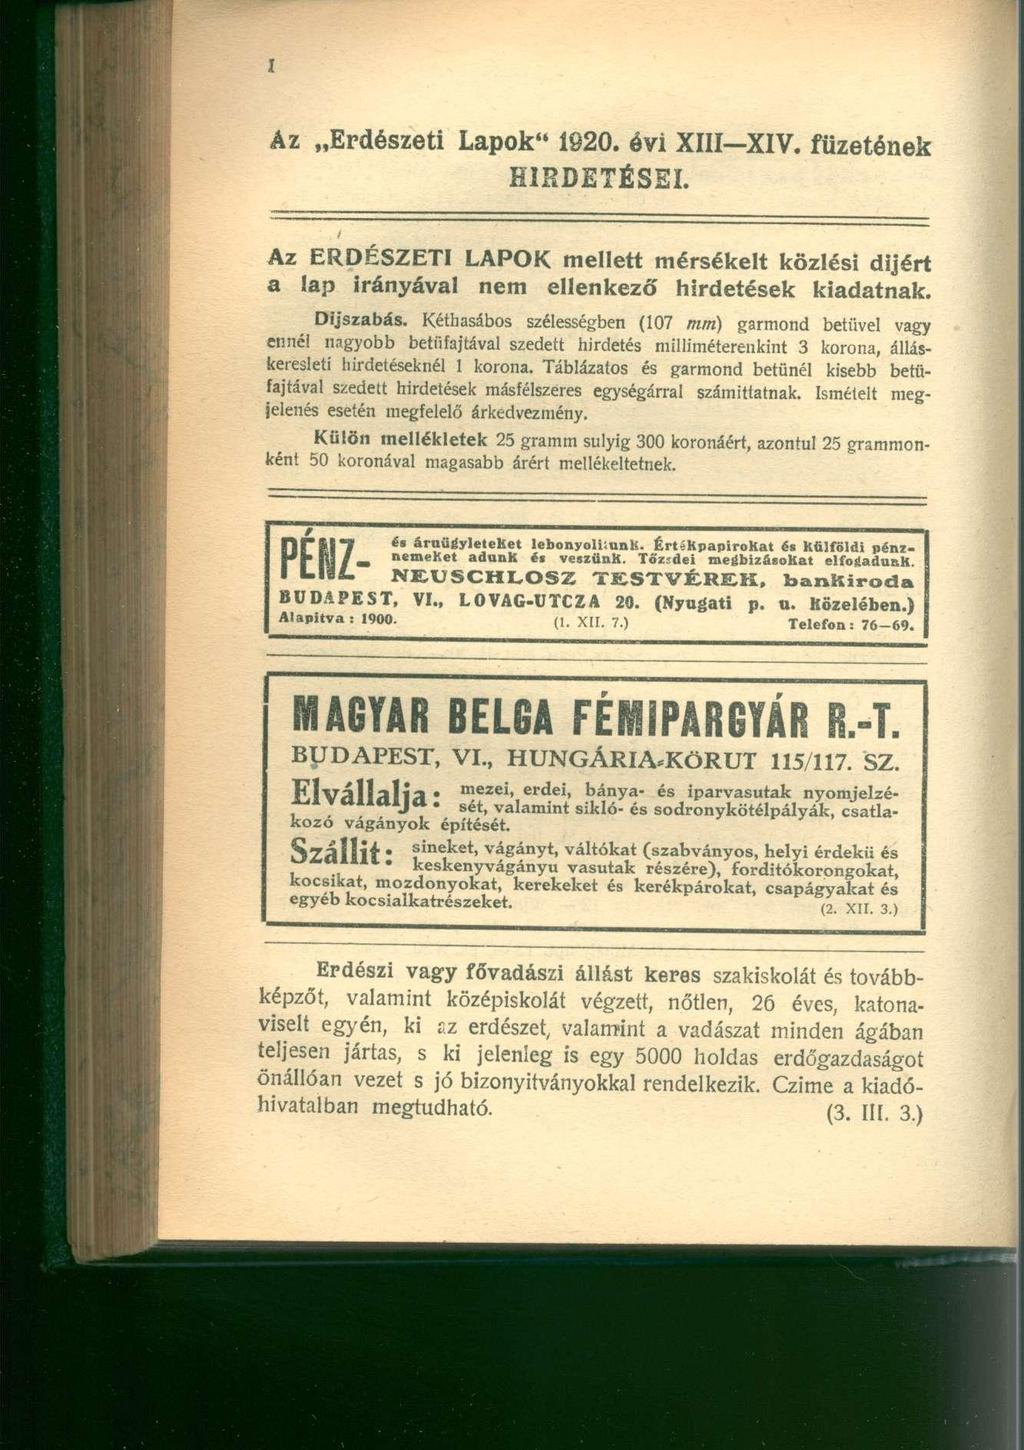 I
Az „Erdészeti Lapok“ 1920. évi XIII—XIV. füzetének
HIRDETÉSEI.
Az ERDÉSZETI LAPOK mellett mérsékelt közlési dijért
a lap irányával nem ellenkező hirdetések kiadatnak.
Dijszabás. Kéthasábos szélességben (107 mm) garmond betüvel vagy
ennél nagyobb betüfajtával szedett hirdetés milliméterenkint 3 korona, állás-
keresleti hirdetéseknél 1 korona. Táblázatos és garmond betünél kisebb betü-
fajtával szedett hirdetések másfélszeres egységárral számittatnak. Ismételt meg-
jelenés esetén megfelelő árkedvezmény.
Külön mellékletek 25 gramm sulyig 300 koronáért, azontul 25 grammon-
ként 50 koronával magasabb árért mellékeltetnek.
PÉNZ- és áruügyleteket lebonyolitunk. Értékpapirokat és külföldi pénz-
nemeket adunk és veszünk. Tőzsdei megbizásokat elfogadunk.
NEUSCHLOSZ TESTVÉREK, bankiroda
BUDAPEST, VI., LOVAG-UTCZA 20. (Nyugati p. u. közelében.)
Alapitva : 1900. (1. XII. 7.) Telefon : 76—69.
MAGYAR BELGA FÉMIPARGYÁR R.-T.
BUDAPEST, VI., HUNGÁRIA-KÖRUT 115/117. SZ.
Elvállalja: mezei, erdei, bánya- és iparvasutak nyomjelzé-
sét, valamint sikló- és sodronykötélpályák, csatla-
kozó vágányok épitését.
Szállit: sineket, vágányt, váltókat (szabványos, helyi érdekü és
keskenyvágányu vasutak részére), forditókorongokat,
kocsikat, mozdonyokat, kerekeket és kerékpárokat, csapágyakat és
egyéb kocsialkatrészeket. (2. XII. 3.)
Erdészi vagy fővadászi állást keres szakiskolát és tovább-
képzőt, valamint középiskolát végzett, nőtlen, 26 éves, katona-
viselt egyén, ki az erdészet, valamint a vadászat minden ágában
teljesen jártas, s ki jelenleg is egy 5000 holdas erdőgazdaságot
önállóan vezet s jó bizonyitványokkal rendelkezik. Czime a kiadó-
hivatalban megtudható. (3. III. 3.)